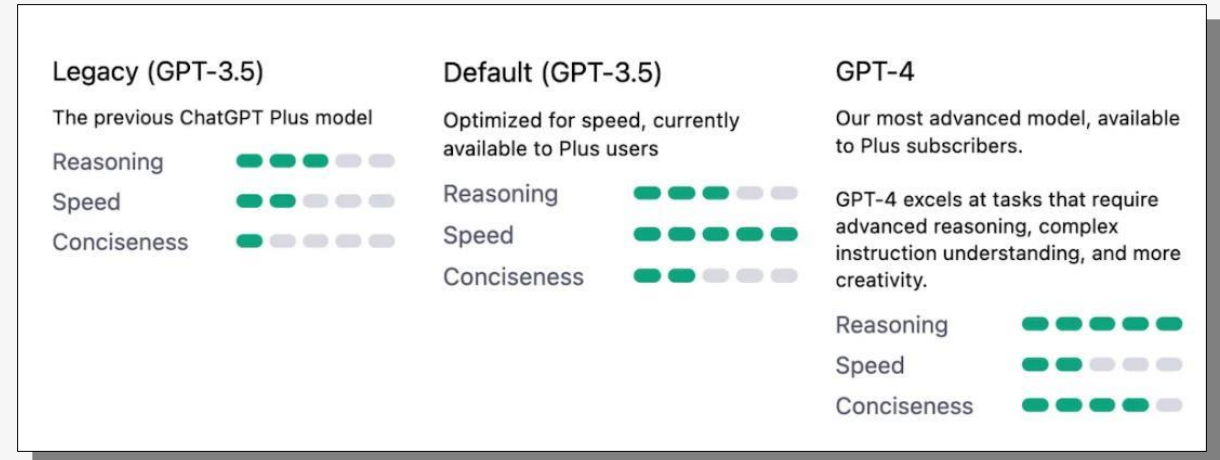 Legacy (GPT-3.5)
The previous ChatGPT Plus model
Reasoning
Speed
Conciseness
Default (GPT-3.5)
Optimized for speed, currently
available to Plus users
Reasoning
Speed
Conciseness
GPT-4
Our most advanced model, available
to Plus subscribers.
GPT-4 excels at tasks that require
advanced reasoning, complex
instruction understanding, and more
creativity.
Reasoning
Speed
Conciseness